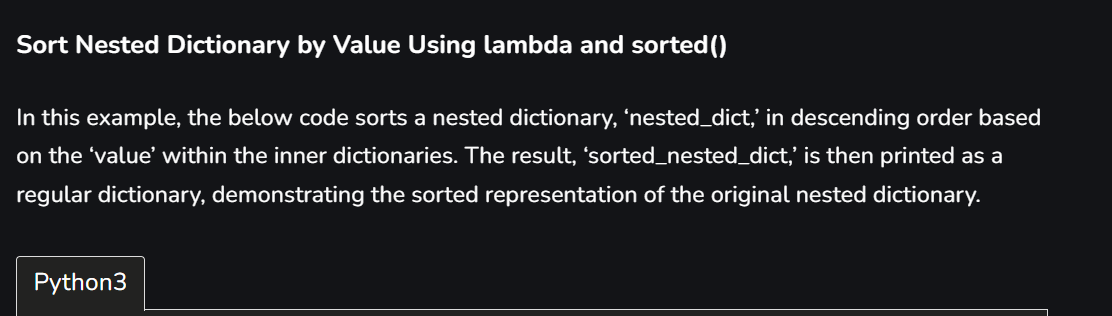 Sort Nested Dictionary by Value Using lambda and sorted()
In this example, the below code sorts a nested dictionary, ‘nested_dict,’ in descending order based
on the ‘value’ within the inner dictionaries. The result, ‘sorted_nested_dict,’ is then printed as a
regular dictionary, demonstrating the sorted representation of the original nested dictionary.
Python3